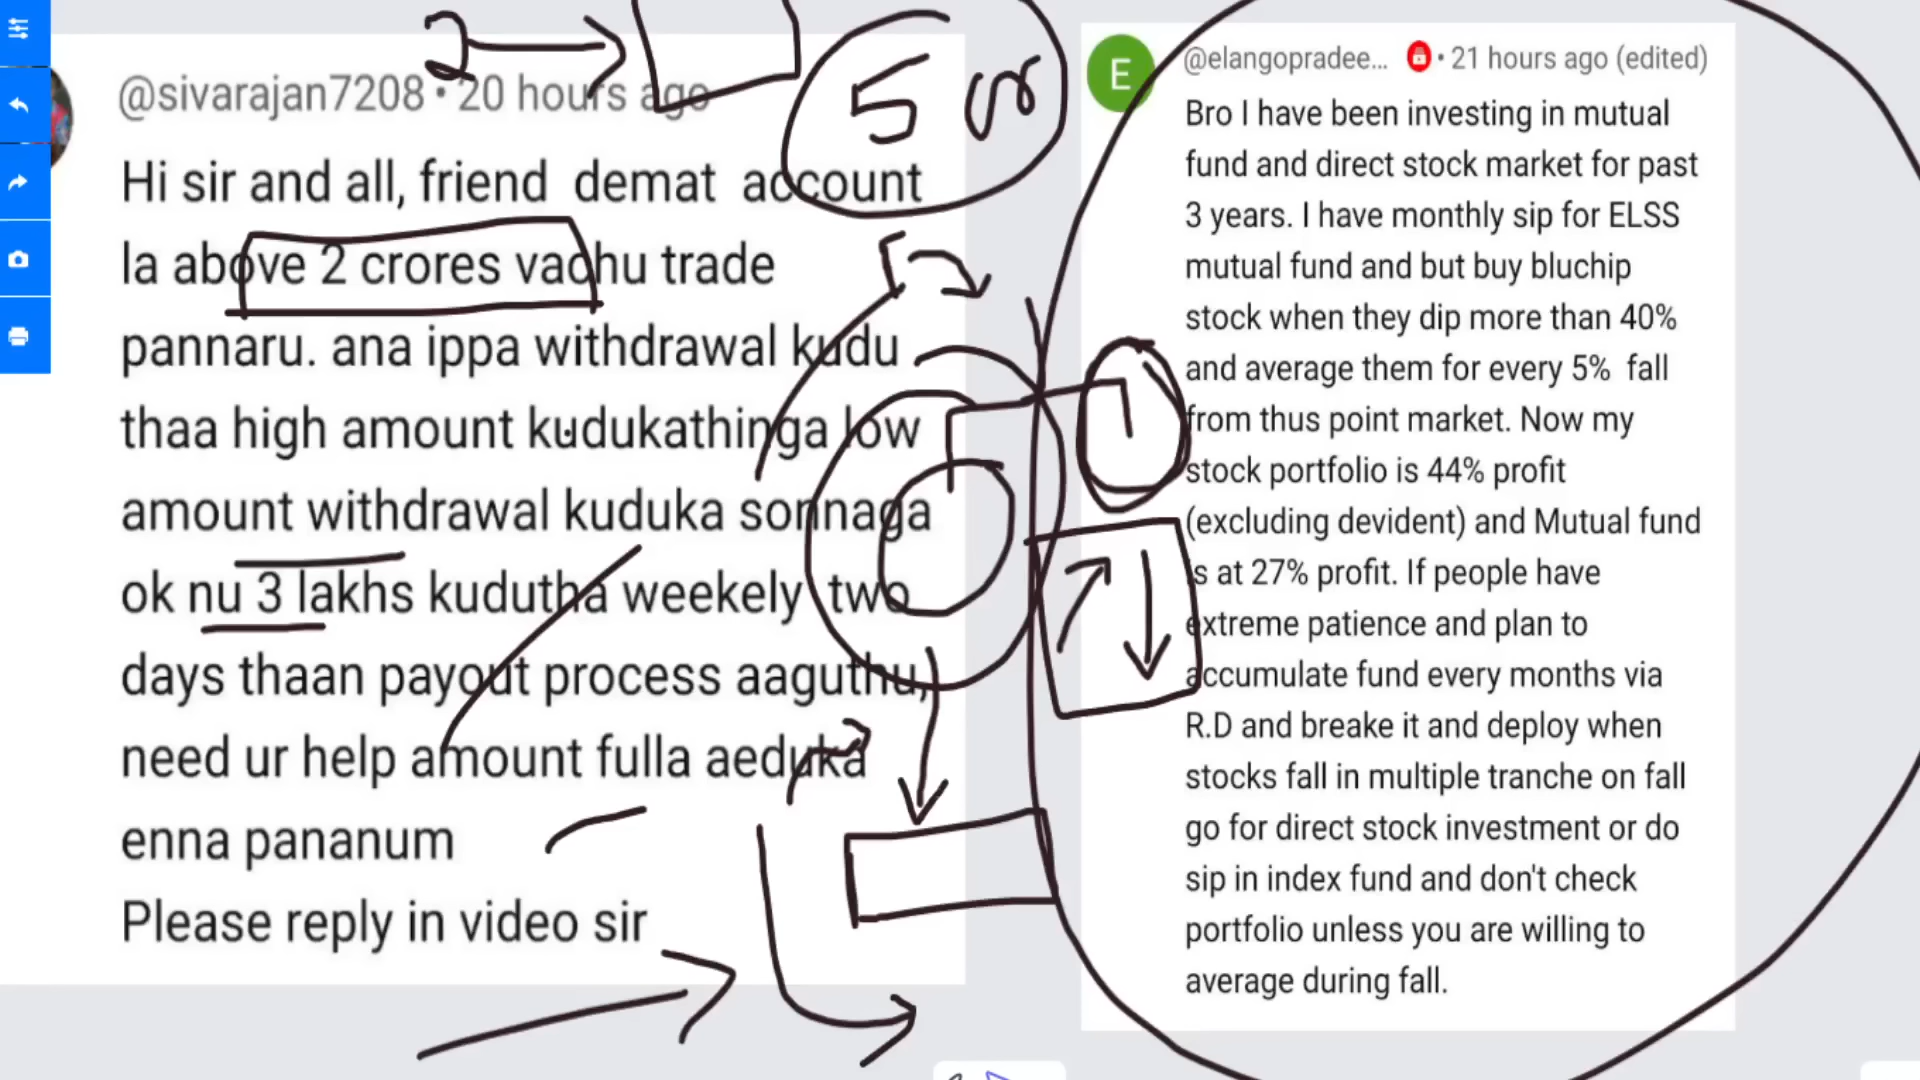 2
5 cr
@sivarajan7208 • 20 hours ago
Hi sir and all, friend demat account
la above 2 crores vachu trade
pannaru. ana ippa withdrawal kudu
thaa high amount kudukathinga low
amount withdrawal kuduka sonnaga
ok nu 3 lakhs kudutha weekely two
days thaan payout process aaguthu,
need ur help amount fulla aeduka
enna pananum
Please reply in video sir
E
@elangopradee... • 21 hours ago (edited)
Bro I have been investing in mutual
fund and direct stock market for past
3 years. I have monthly sip for ELSS
mutual fund and but buy bluchip
stock when they dip more than 40%
and average them for every 5% fall
from thus point market. Now my
stock portfolio is 44% profit
(excluding devident) and Mutual fund
is at 27% profit. If people have
extreme patience and plan to
accumulate fund every months via
R.D and breake it and deploy when
stocks fall in multiple tranche on fall
go for direct stock investment or do
sip in index fund and don't check
portfolio unless you are willing to
average during fall.